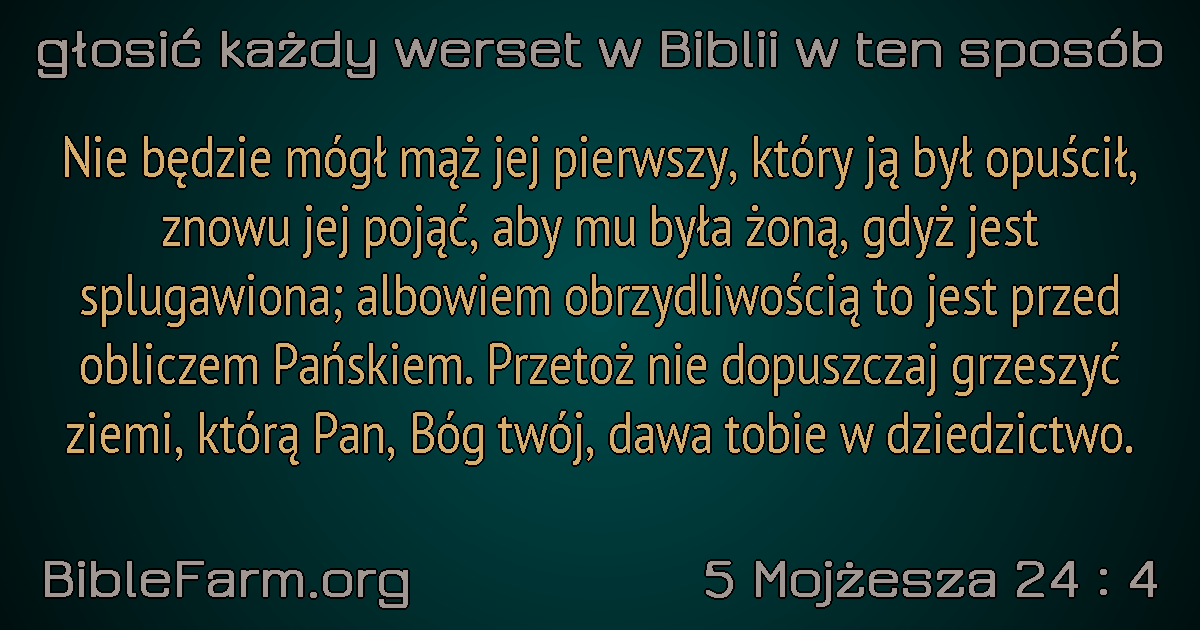 głosić każdy werset w Biblii w ten sposób
Nie będzie mógł mąż jej pierwszy, który ją był opuścił,
znowu jej pojąć, aby mu była żoną, gdyż jest
splugawiona; albowiem obrzydliwością to jest przed
obliczem Pańskiem. Przetoż nie dopuszczaj grzeszyć
ziemi, którą Pan, Bóg twój, dawa tobie w dziedzictwo.
BibleFarm.org
5 Mojżesza 24 : 4